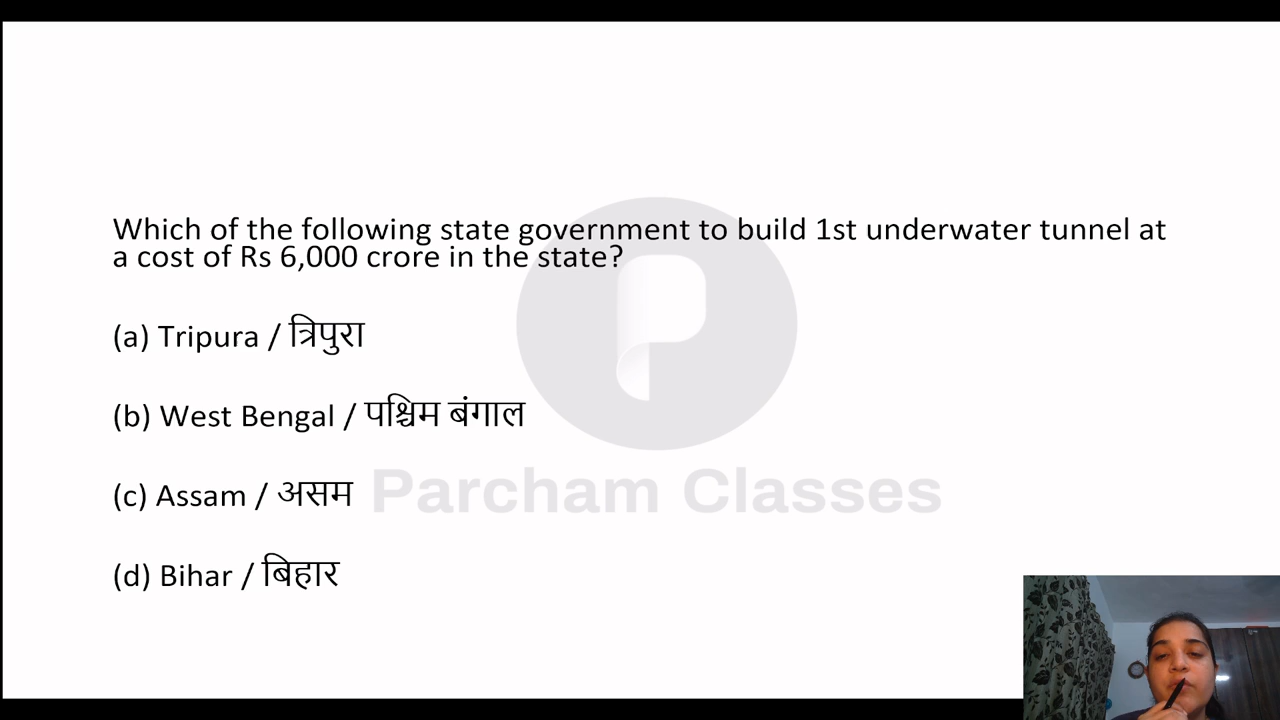 Which of the following state government to build 1st underwater tunnel at
a cost of Rs 6,000 crore in the state?
(a) Tripura / त्रिपुरा
(b) West Bengal / पश्चिम बंगाल
(c) Assam / असम
Parcham Classes
(d) Bihar / बिहार